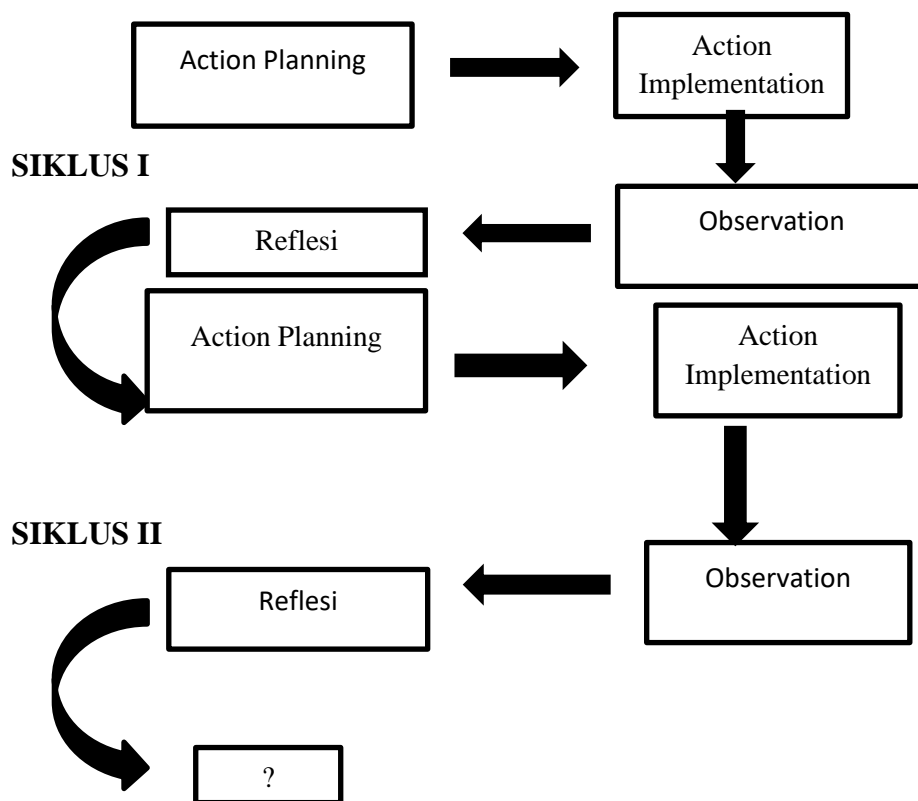 Action Planning
Action
Implementation
SIKLUS I
Reflesi
Observation
Action Planning
Action
Implementation
SIKLUS II
Reflesi
Observation
?